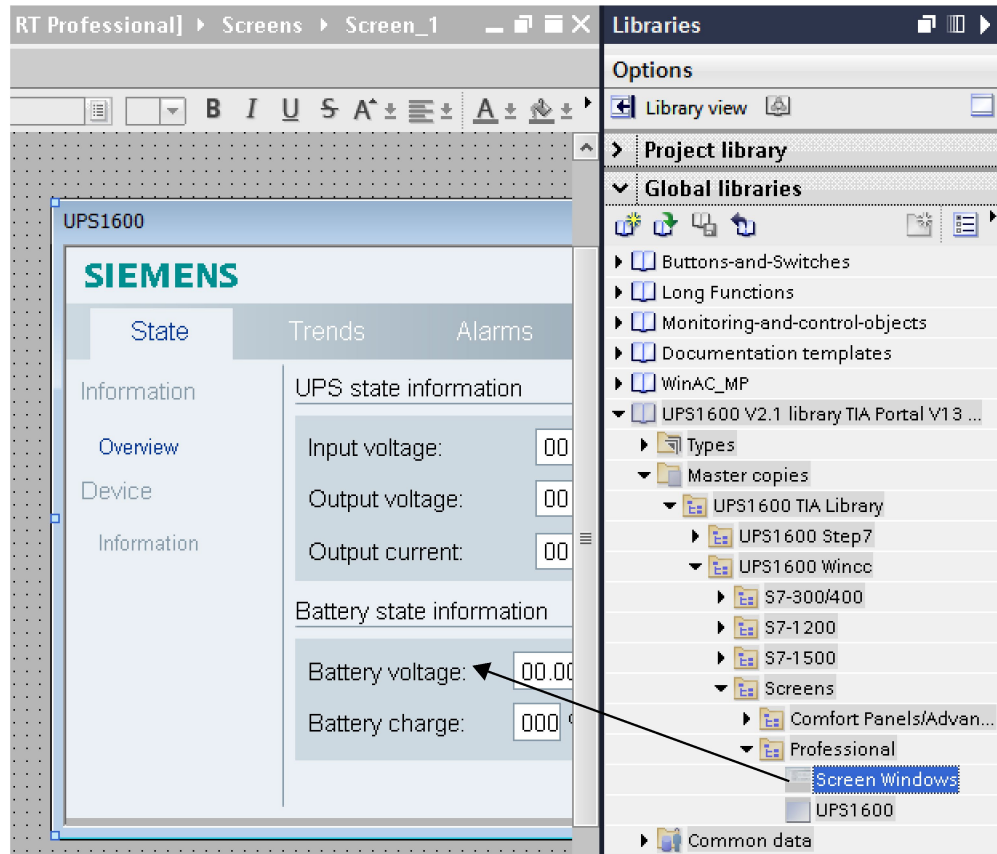 RT Professional] ▸ Screens ▸ Screen_1
B I U S A A
UPS1600
SIEMENS
State Trends Alarms
Information
Overview
Device
Information
UPS state information
Input voltage: 00
Output voltage: 00
Output current: 00
Battery state information
Battery voltage: 00.00
Battery charge: 000
Libraries
Options
Library view
Project library
Global libraries
Buttons-and-Switches
Long Functions
Monitoring-and-control-objects
Documentation templates
WinAC_MP
UPS1600 V2.1 library TIA Portal V13 ...
Types
Master copies
UPS1600 TIA Library
UPS1600 Step7
UPS1600 Wincc
S7-300/400
S7-1200
S7-1500
Screens
Comfort Panels/Advan...
Professional
Screen Windows
UPS1600
Common data